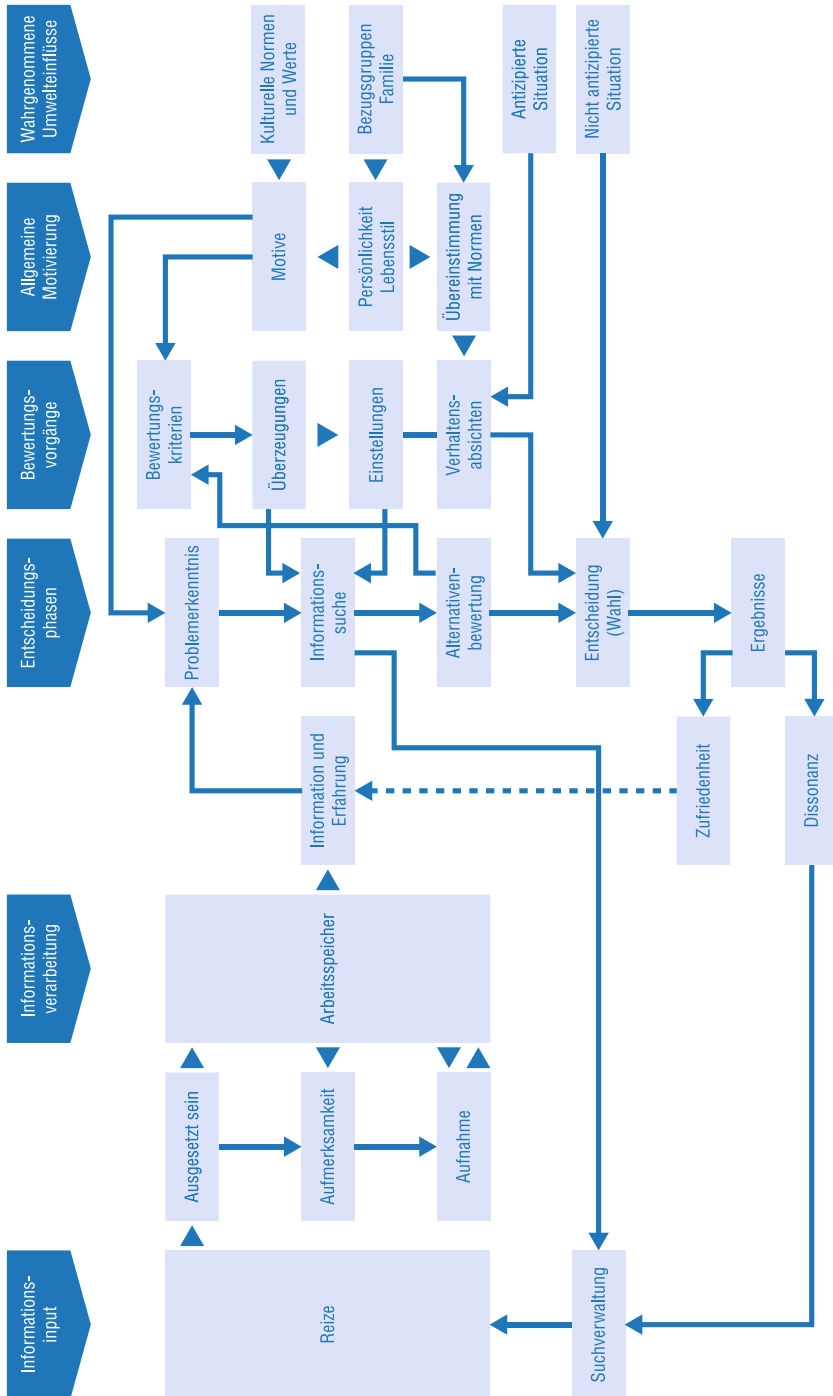 Informations-
input
Informations-
verarbeitung
Entscheidungs-
phasen
Bewertungs-
vorgänge
Allgemeine
Motivierung
Wahrgenommene
Umwelteinflüsse
Reize
Suchverwaltung
Ausgesetzt sein
Aufmerksamkeit
Aufnahme
Arbeitsspeicher
Information und
Erfahrung
Zufriedenheit
Dissonanz
Problemerkenntnis
Informations-
suche
Alternativen-
bewertung
Entscheidung
(Wahl)
Ergebnisse
Bewertungs-
kriterien
Überzeugungen
Einstellungen
Verhaltens-
absichten
Motive
Persönlichkeit
Lebensstil
Übereinstimmung
mit Normen
Kulturelle Normen
und Werte
Bezugsgruppen
Familie
Antizipierte
Situation
Nicht antizipierte
Situation